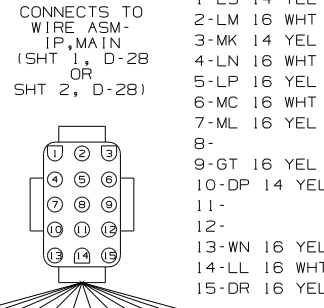 CONNECTS TO
WIRE ASM-
IP,MAIN
(SHT 1, D-28
OR
SHT 2, D-28)
1 2 3
4 5 6
7 8 9
10 11 12
13 14 15
2-LM 16 WHT
3-MK 14 YEL
4-LN 16 WHT
5-LP 16 YEL
6-MC 16 WHT
7-ML 16 YEL
8-
9-GT 16 YEL
10-DP 14 YEL
11-
12-
13-WN 16 YEL
14-LL 16 WHT
15-DR 16 YEL